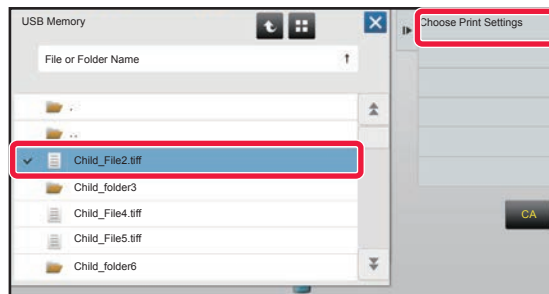 USB Memory
Choose Print Settings
File or Folder Name
.
..
Child_File2.tiff
Child_folder3
Child_File4.tiff
Child_File5.tiff
Child_folder6
CA